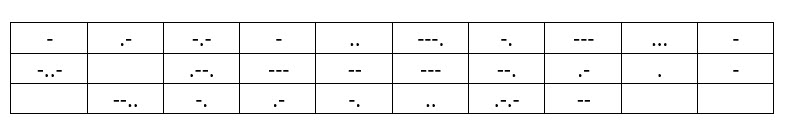 - .- -.- - .. ---. -. --- ... -
-..- .--. --- -- --- --. .- . -
--.. -. .- -. .. .-.- --